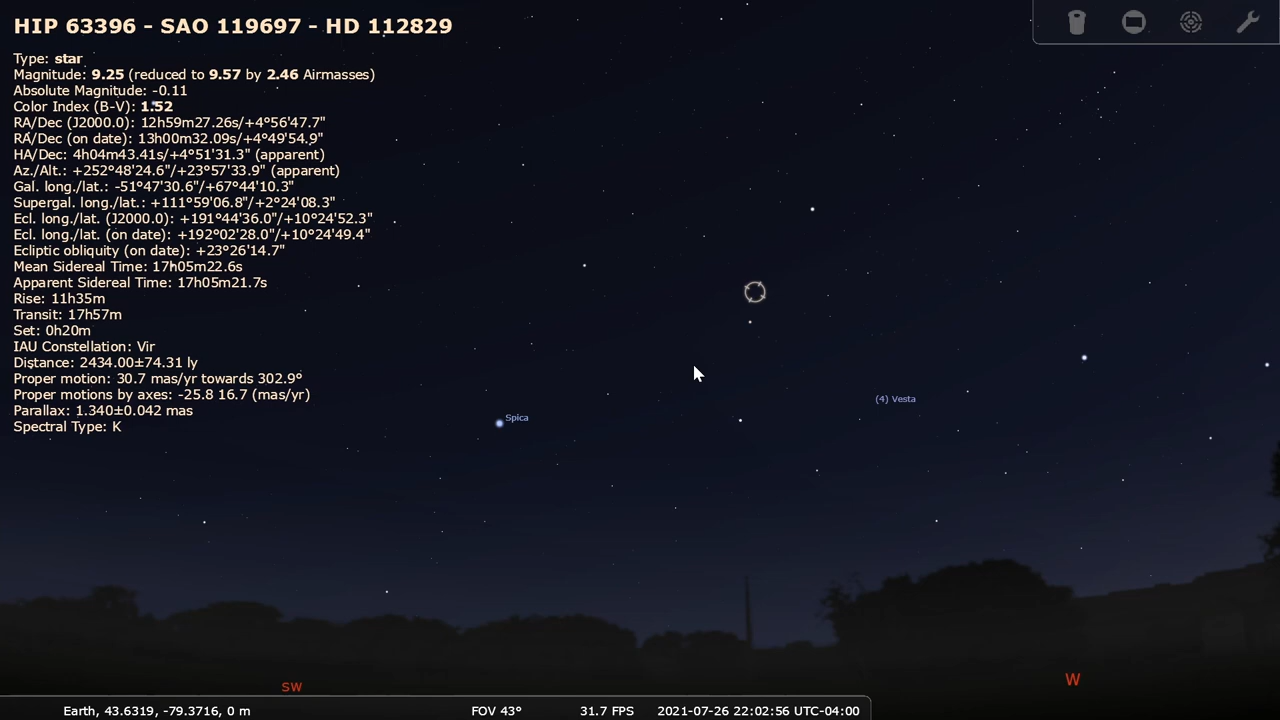 HIP 63396 - SAO 119697 - HD 112829
Type: star
Magnitude: 9.25 (reduced to 9.57 by 2.46 Airmasses)
Absolute Magnitude: -0.11
Color Index (B-V): 1.52
RA/Dec (J2000.0): 12h59m27.26s/+4°56'47.7"
RA/Dec (on date): 13h00m32.09s/+4°49'54.9"
HA/Dec: 4h04m43.41s/+4°51'31.3" (apparent)
Az./Alt.: +252°48'24.6"/+23°57'33.9" (apparent)
Gal. long./lat.: -51°47'30.6"/+67°44'10.3"
Supergal. long./lat.: +111°59'06.8"/+2°24'08.3"
Ecl. long./lat. (J2000.0): +191°44'36.0"/+10°24'52.3"
Ecl. long./lat. (on date): +192°02'28.0"/+10°24'49.4"
Ecliptic obliquity (on date): +23°26'14.7"
Mean Sidereal Time: 17h05m22.6s
Apparent Sidereal Time: 17h05m21.7s
Rise: 11h35m
Transit: 17h57m
Set: 0h20m
IAU Constellation: Vir
Distance: 2434.00±74.31 ly
Proper motion: 30.7 mas/yr towards 302.9°
Proper motions by axes: -25.8 16.7 (mas/yr)
Parallax: 1.340±0.042 mas
Spectral Type: K
(4) Vesta
Spica
SW
W
Earth, 43.6319, -79.3716, 0 m FOV 43° 31.7 FPS 2021-07-26 22:02:56 UTC-04:00